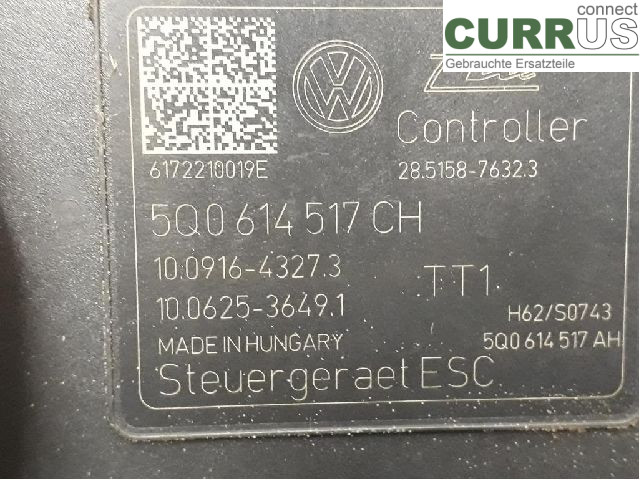 connect
CURRUS
Gebrauchte Ersatzteile
Controller
6172210019E
28.5158-7632.3
5Q0 614 517 CH
10.0916-4327.3
TT1
10.0625-3649.1
H62/S0743
MADE IN HUNGARY
5Q0 614 517 AH
Steuergeraet ESC